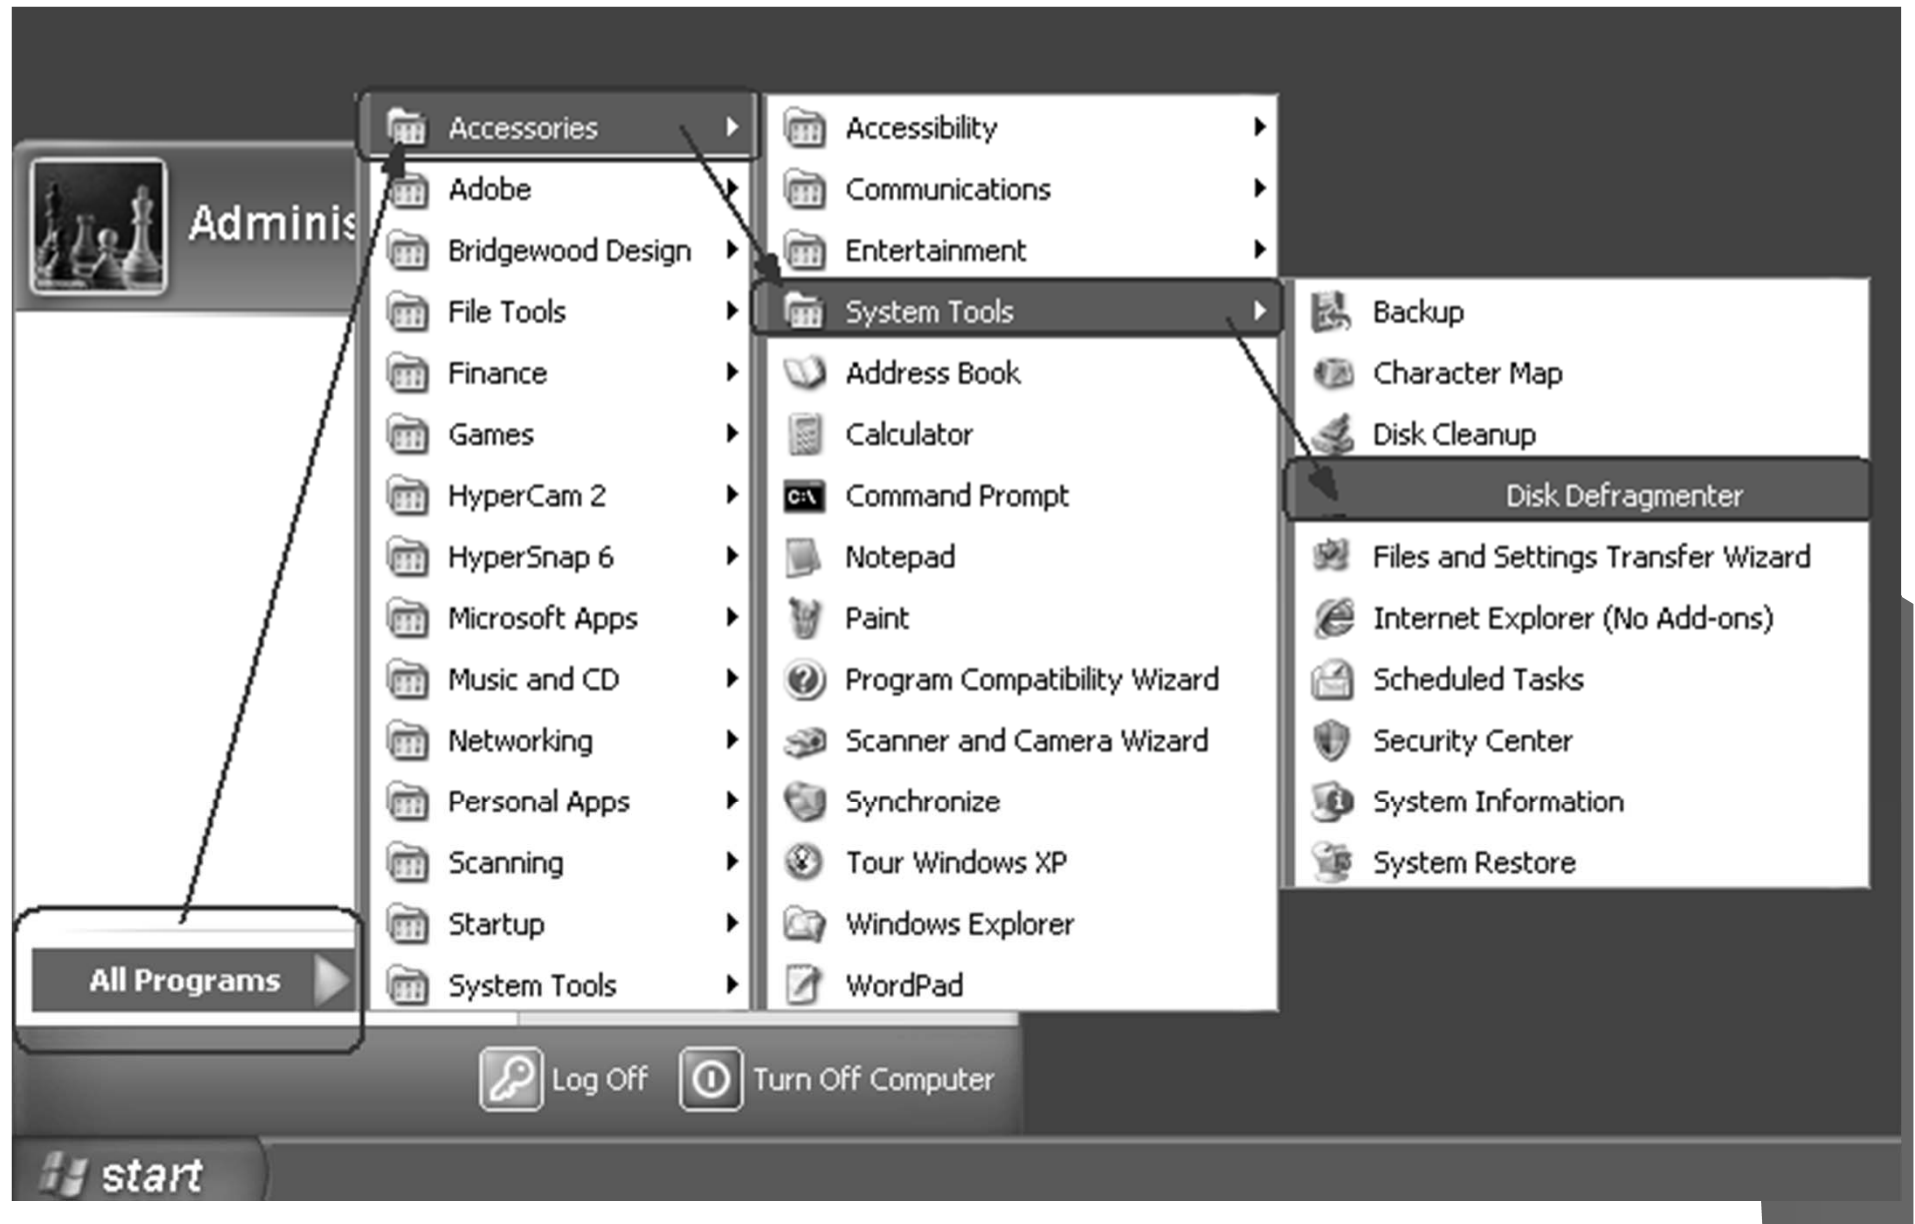 Adminis
All Programs
Accessories
Adobe
Bridgewood Design
File Tools
Finance
Games
HyperCam 2
HyperSnap 6
Microsoft Apps
Music and CD
Networking
Personal Apps
Scanning
Startup
System Tools
Accessibility
Communications
Entertainment
System Tools
Address Book
Calculator
C:\
Command Prompt
Notepad
Paint
Program Compatibility Wizard
Scanner and Camera Wizard
Synchronize
Tour Windows XP
Windows Explorer
WordPad
Backup
Character Map
Disk Cleanup
Disk Defragmenter
Files and Settings Transfer Wizard
Internet Explorer (No Add-ons)
Scheduled Tasks
Security Center
System Information
System Restore
Log Off
Turn Off Computer
start